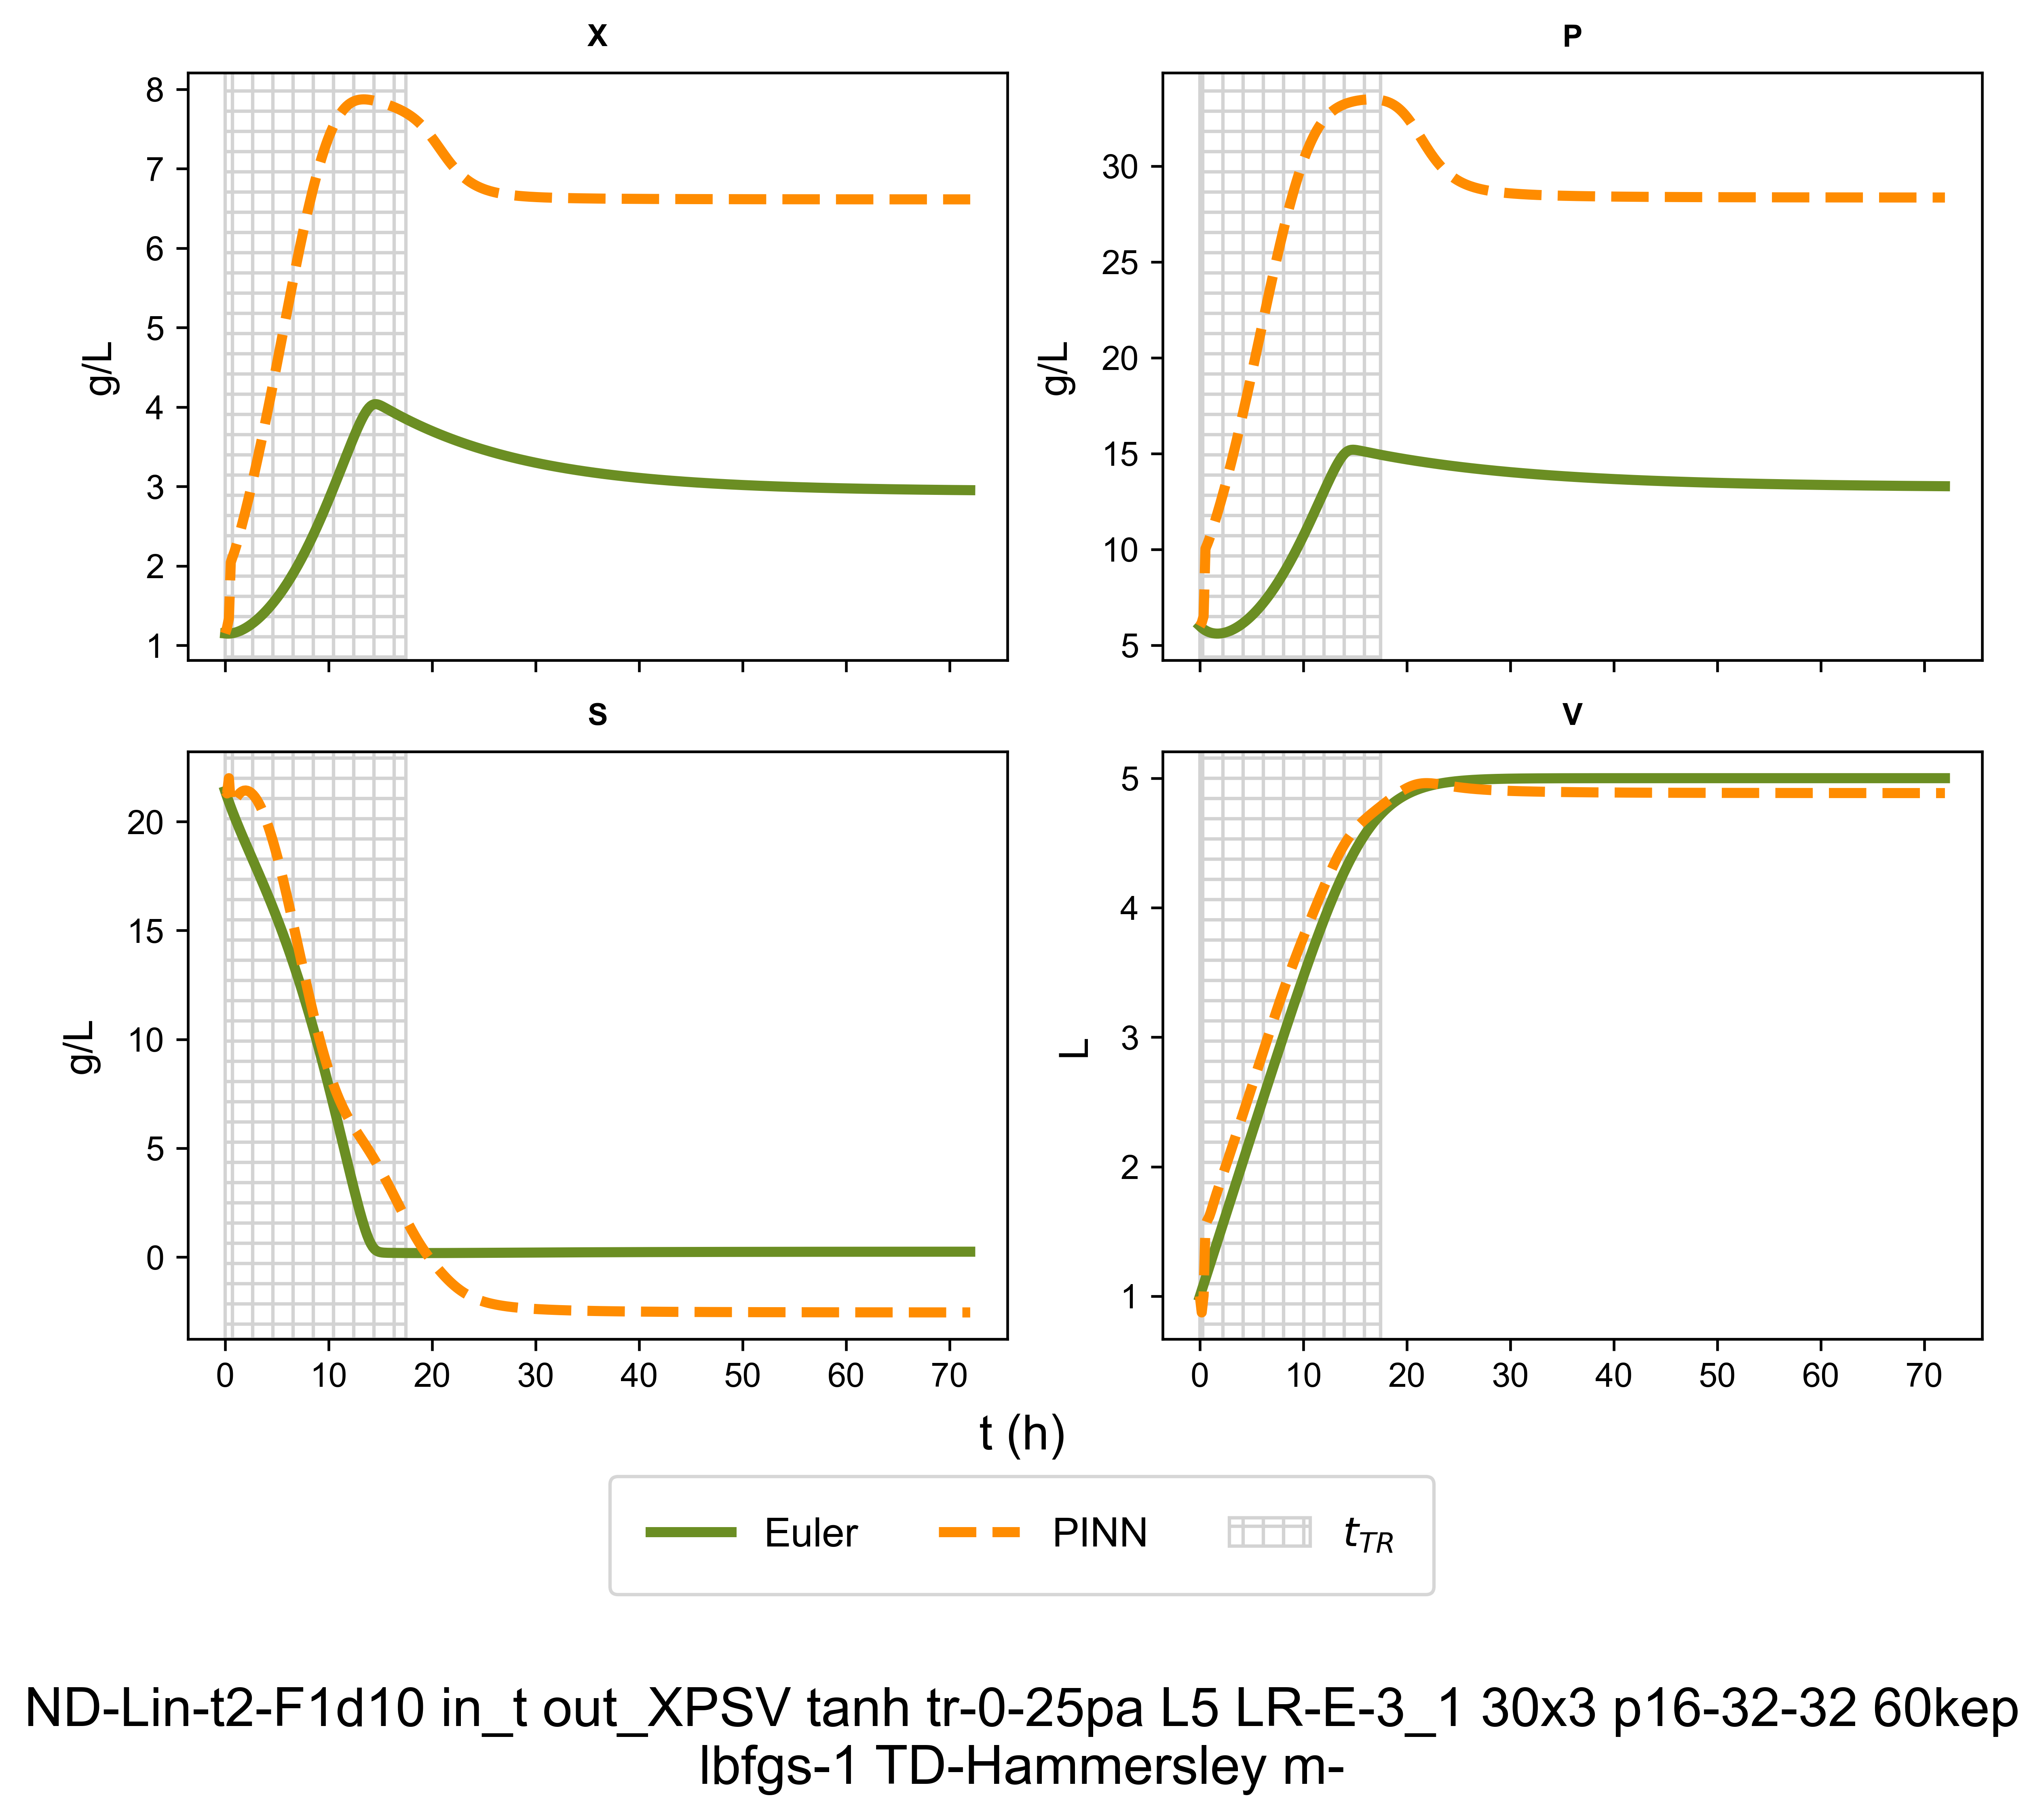 X
P
8
7
6
5
4
3
2
1
g/L
30
25
20
15
10
5
g/L
S
V
20
15
10
5
0
g/L
5
4
3
2
1
L
0 10 20 30 40 50 60 70
0 10 20 30 40 50 60 70
t (h)
Euler PINN t_TR
ND-Lin-t2-F1d10 in_t out_XPSV tanh tr-0-25pa L5 LR-E-3_1 30x3 p16-32-32 60kep
lbfgs-1 TD-Hammersley m-